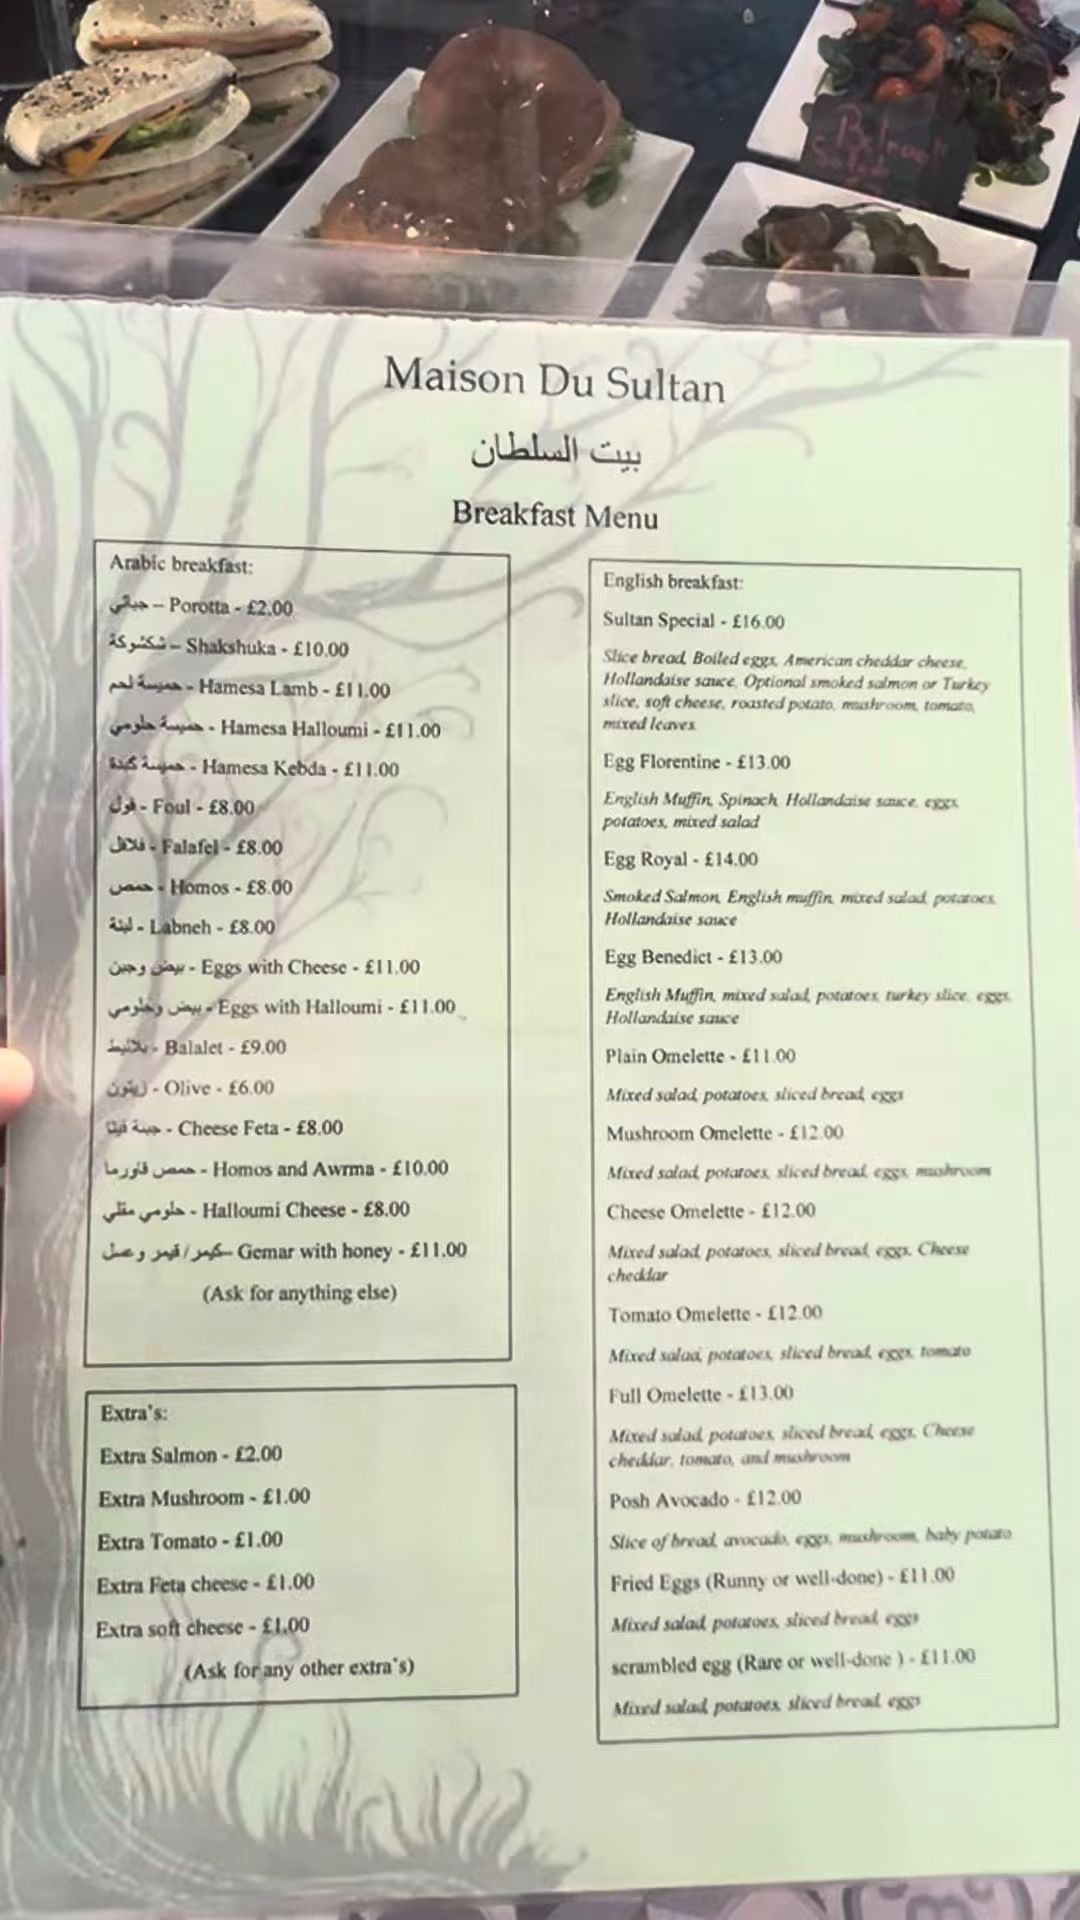 Betroot
Salad
Maison Du Sultan
بيت السلطان
Breakfast Menu
Arabic breakfast:
جباتي – Porotta - £2.00
شكشوكة – Shakshuka - £10.00
حميسة لحم - Hamesa Lamb - £11.00
حميسة حلومي - Hamesa Halloumi - £11.00
حميسة كبدة - Hamesa Kebda - £11.00
فول - Foul - £8.00
فلافل - Falafel - £8.00
حمص - Homos - £8.00
لبنة - Labneh - £8.00
بيض وجبن - Eggs with Cheese - £11.00
بيض وحلومي - Eggs with Halloumi - £11.00
بلاليط - Balalet - £9.00
زيتون - Olive - £6.00
جبنة فيتا - Cheese Feta - £8.00
حمص قاورما - Homos and Awrma - £10.00
حلومي مقلي - Halloumi Cheese - £8.00
كيمر/ قيمر وعسل – Gemar with honey - £11.00
(Ask for anything else)
Extra's:
Extra Salmon - £2.00
Extra Mushroom - £1.00
Extra Tomato - £1.00
Extra Feta cheese - £1.00
Extra soft cheese - £1.00
(Ask for any other extra's)
English breakfast:
Sultan Special - £16.00
Slice bread, Boiled eggs, American cheddar cheese,
Hollandaise sauce, Optional smoked salmon or Turkey
slice, soft cheese, roasted potato, mushroom, tomato,
mixed leaves.
Egg Florentine - £13.00
English Muffin, Spinach, Hollandaise sauce, eggs,
potatoes, mixed salad
Egg Royal - £14.00
Smoked Salmon, English muffin, mixed salad, potatoes,
Hollandaise sauce
Egg Benedict - £13.00
English Muffin, mixed salad, potatoes, turkey slice, eggs,
Hollandaise sauce
Plain Omelette - £11.00
Mixed salad, potatoes, sliced bread, eggs
Mushroom Omelette - £12.00
Mixed salad, potatoes, sliced bread, eggs, mushroom
Cheese Omelette - £12.00
Mixed salad, potatoes, sliced bread, eggs, Cheese
cheddar
Tomato Omelette - £12.00
Mixed salad, potatoes, sliced bread, eggs, tomato
Full Omelette - £13.00
Mixed salad, potatoes, sliced bread, eggs, Cheese
cheddar, tomato, and mushroom
Posh Avocado - £12.00
Slice of bread, avocado, eggs, mushroom, baby potato
Fried Eggs (Runny or well-done) - £11.00
Mixed salad, potatoes, sliced bread, eggs
scrambled egg (Rare or well-done ) - £11.00
Mixed salad, potatoes, sliced bread, eggs